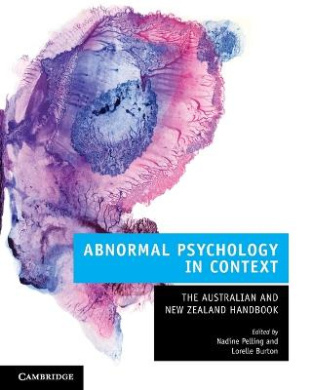 ABNORMAL PSYCHOLOGY
IN CONTEXT
THE AUSTRALIAN AND
NEW ZEALAND HANDBOOK
Edited by
Nadine Pelling and
Lorelle Burton
CAMBRIDGE